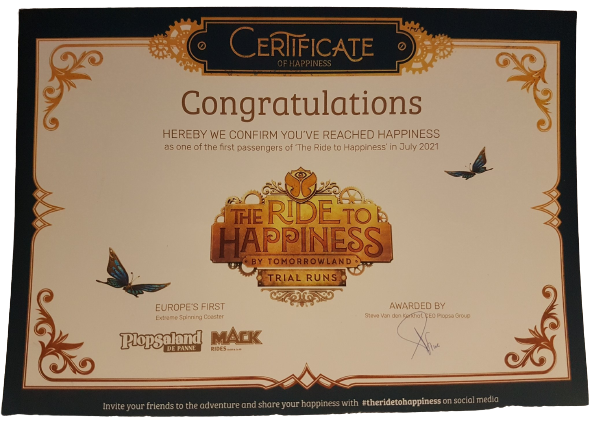 CERTIFICATE
OF HAPPINESS
Congratulations
HEREBY WE CONFIRM YOU'VE REACHED HAPPINESS
as one of the first passengers of 'The Ride to Happiness' in July 2021
THE RIDE TO
HAPPINESS
BY TOMORROWLAND
TRIAL RUNS
EUROPE'S FIRST
Extreme Spinning Coaster
Plopsaland
DE PANNE
MACK
RIDES
AWARDED BY
Steve Van den Kerkhof, CEO Plopsa Group
Invite your friends to the adventure and share your happiness with #theridetohappiness on social media